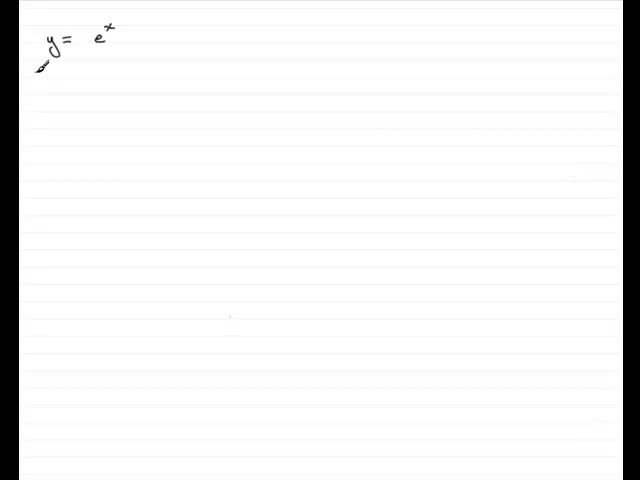 y = e^x